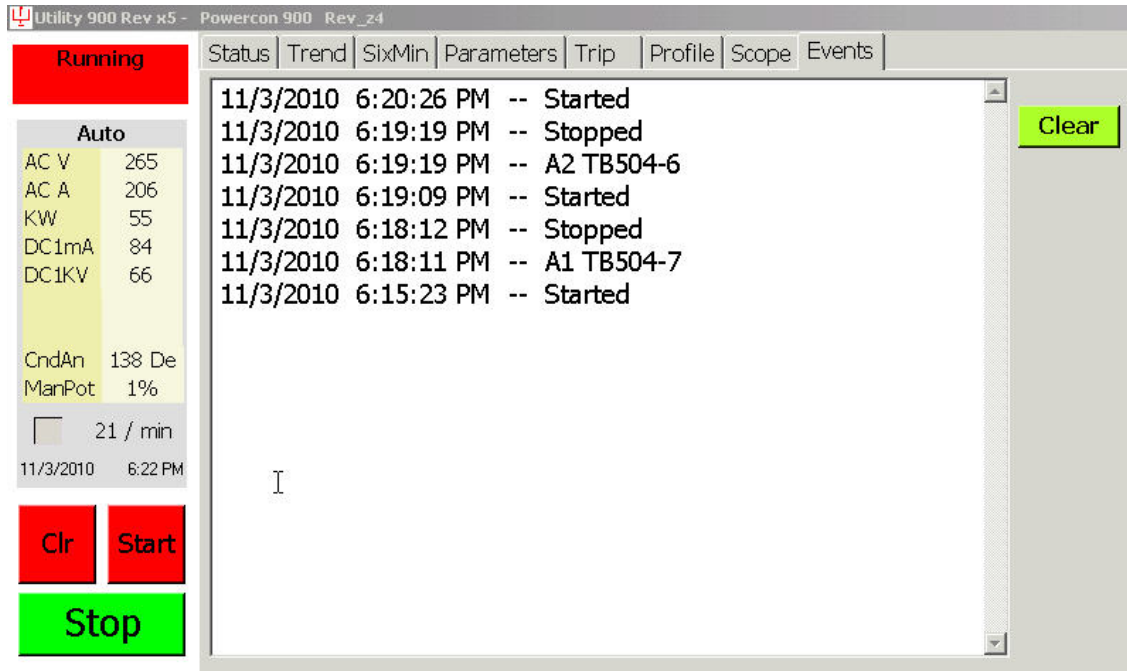 Utility 900 Rev x5 - Powercon 900 Rev_z4
Running
Status Trend SixMin Parameters Trip Profile Scope Events
Auto
AC V 265
AC A 206
KW 55
DC1mA 84
DC1KV 66
CndAn 138 De
ManPot 1%
21 / min
11/3/2010 6:22 PM
Clr Start
Stop
11/3/2010 6:20:26 PM -- Started
11/3/2010 6:19:19 PM -- Stopped
11/3/2010 6:19:19 PM -- A2 TB504-6
11/3/2010 6:19:09 PM -- Started
11/3/2010 6:18:12 PM -- Stopped
11/3/2010 6:18:11 PM -- A1 TB504-7
11/3/2010 6:15:23 PM -- Started
Clear